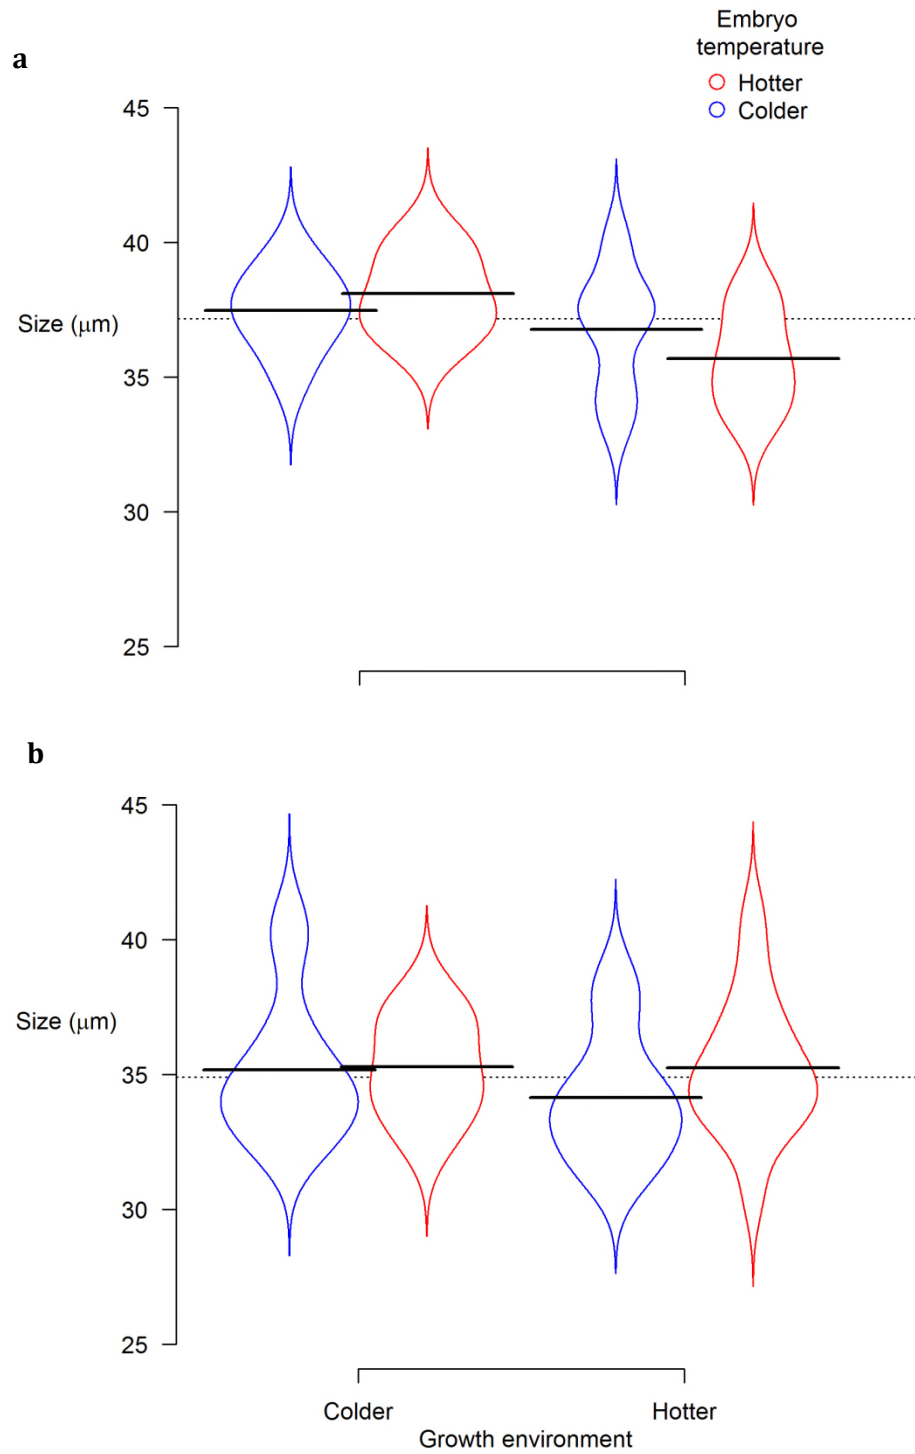 a
Embryo
temperature
Hotter
Colder
45
40
Size (μm)
35
30
25
b
45
40
Size (μm)
35
30
25
Colder Hotter
Growth environment